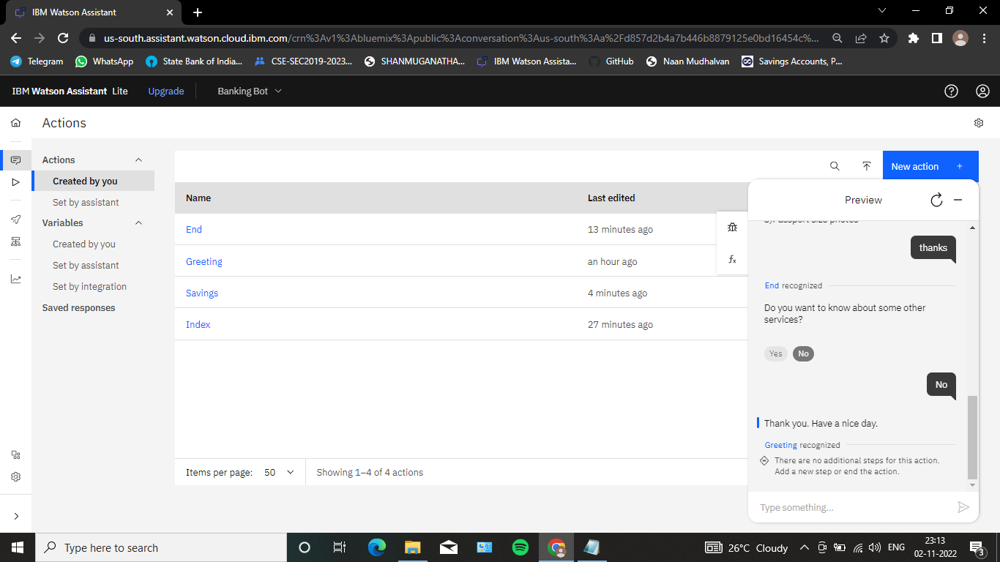 IBM Watson Assistant
us-south.assistant.watson.cloud.ibm.com/crn%3Av1%3Abluemix%3Apublic%3Aconversation%3Aus-south%3Aa%2Fd857d2b4a7b446b8879125e0bd16454c%...
Telegram WhatsApp State Bank of India... CSE-SEC2019-2023... SHANMUGANATHA... IBM Watson Assista... GitHub Naan Mudhalvan Savings Accounts, P...
IBM Watson Assistant Lite Upgrade Banking Bot
Actions
Actions
Created by you
Set by assistant
Variables
Created by you
Set by assistant
Set by integration
Saved responses
New action +
Name Last edited
End 13 minutes ago
Greeting an hour ago
Savings 4 minutes ago
Index 27 minutes ago
Items per page: 50 Showing 1–4 of 4 actions
Preview
thanks
End recognized
Do you want to know about some other
services?
Yes No
No
Thank you. Have a nice day.
Greeting recognized
There are no additional steps for this action.
Add a new step or end the action.
Type something...
Type here to search
26°C Cloudy ENG
23:13
02-11-2022
3